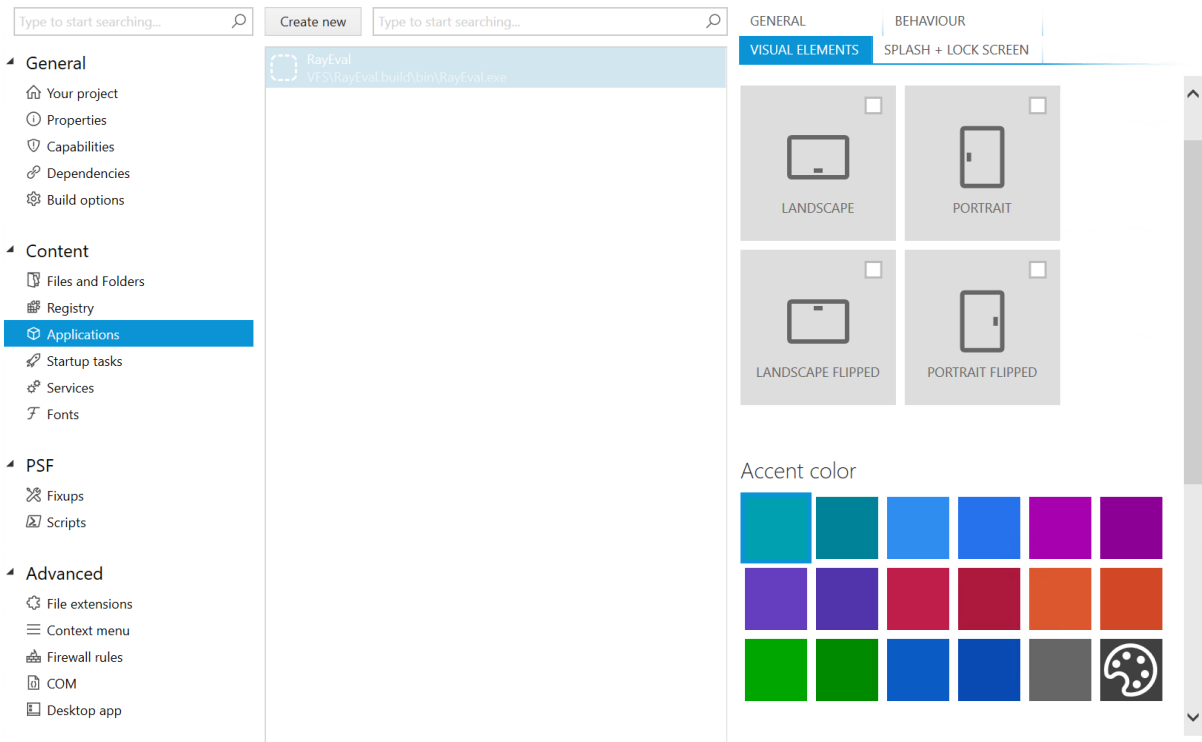 Type to start searching...
General
Your project
Properties
Capabilities
Dependencies
Build options
Content
Files and Folders
Registry
Applications
Startup tasks
Services
Fonts
PSF
Fixups
Scripts
Advanced
File extensions
Context menu
Firewall rules
COM
Desktop app
Create new
Type to start searching...
RayEval
VFS\RayEval.build\bin\RayEval.exe
GENERAL
BEHAVIOUR
VISUAL ELEMENTS
SPLASH + LOCK SCREEN
LANDSCAPE
PORTRAIT
LANDSCAPE FLIPPED
PORTRAIT FLIPPED
Accent color